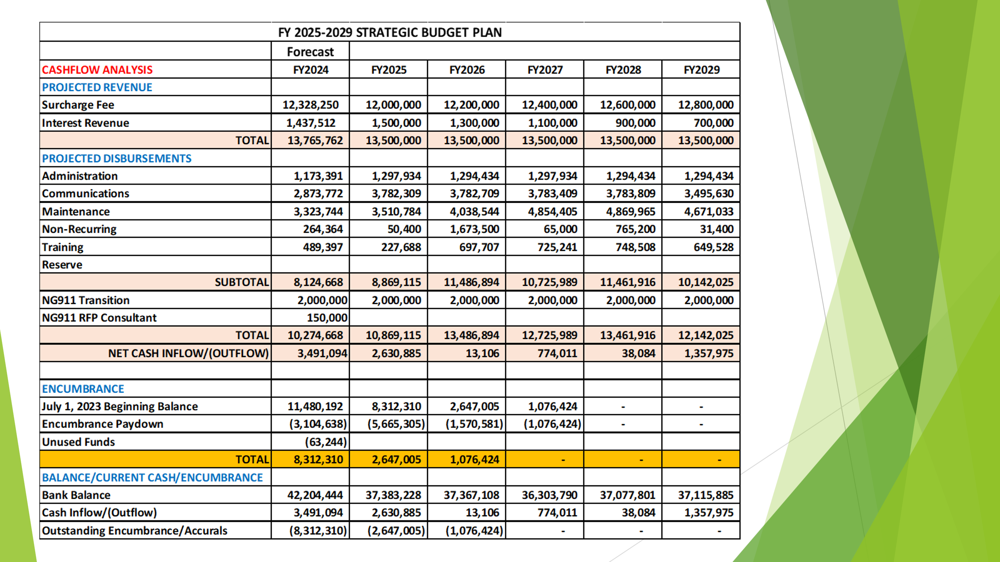 FY 2025-2029 STRATEGIC BUDGET PLAN
Forecast
CASHFLOW ANALYSIS FY2024 FY2025 FY2026 FY2027 FY2028 FY2029
PROJECTED REVENUE
Surcharge Fee 12,328,250 12,000,000 12,200,000 12,400,000 12,600,000 12,800,000
Interest Revenue 1,437,512 1,500,000 1,300,000 1,100,000 900,000 700,000
TOTAL 13,765,762 13,500,000 13,500,000 13,500,000 13,500,000 13,500,000
PROJECTED DISBURSEMENTS
Administration 1,173,391 1,297,934 1,294,434 1,297,934 1,294,434 1,294,434
Communications 2,873,772 3,782,309 3,782,709 3,783,409 3,783,809 3,495,630
Maintenance 3,323,744 3,510,784 4,038,544 4,854,405 4,869,965 4,671,033
Non-Recurring 264,364 50,400 1,673,500 65,000 765,200 31,400
Training 489,397 227,688 697,707 725,241 748,508 649,528
Reserve
SUBTOTAL 8,124,668 8,869,115 11,486,894 10,725,989 11,461,916 10,142,025
NG911 Transition 2,000,000 2,000,000 2,000,000 2,000,000 2,000,000 2,000,000
NG911 RFP Consultant 150,000
TOTAL 10,274,668 10,869,115 13,486,894 12,725,989 13,461,916 12,142,025
NET CASH INFLOW/(OUTFLOW) 3,491,094 2,630,885 13,106 774,011 38,084 1,357,975
ENCUMBRANCE
July 1, 2023 Beginning Balance 11,480,192 8,312,310 2,647,005 1,076,424 - -
Encumbrance Paydown (3,104,638) (5,665,305) (1,570,581) (1,076,424) - -
Unused Funds (63,244)
TOTAL 8,312,310 2,647,005 1,076,424 - - -
BALANCE/CURRENT CASH/ENCUMBRANCE
Bank Balance 42,204,444 37,383,228 37,367,108 36,303,790 37,077,801 37,115,885
Cash Inflow/(Outflow) 3,491,094 2,630,885 13,106 774,011 38,084 1,357,975
Outstanding Encumbrance/Accurals (8,312,310) (2,647,005) (1,076,424) - - -